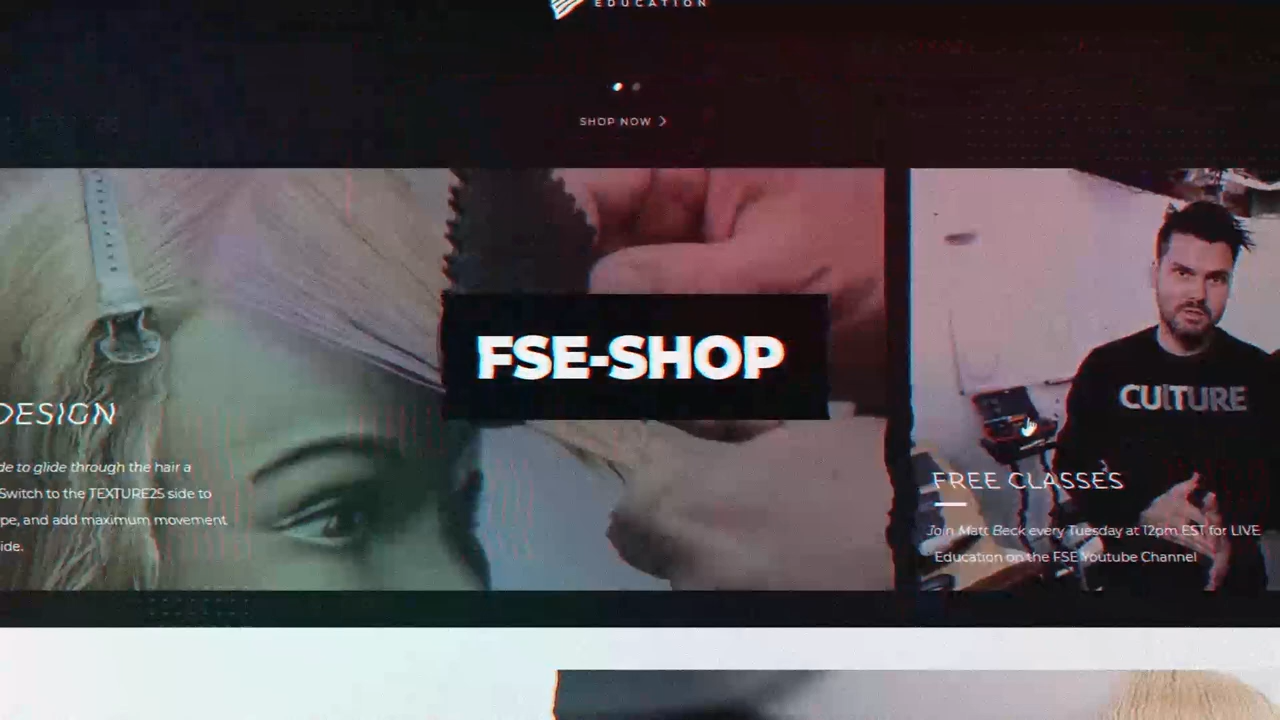 EDUCATION
SHOP NOW
FSE-SHOP
DESIGN
de to glide through the hair a
Switch to the TEXTURE25 side to
pe, and add maximum movement
ide.
CULTURE
FREE CLASSES
Join Matt Beck every Tuesday at 12pm EST for LIVE
Education on the FSE Youtube Channel